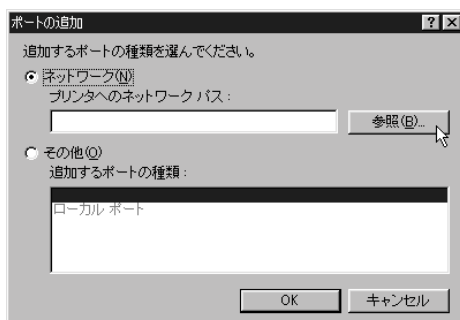 ポートの追加
追加するポートの種類を選んでください。
ネットワーク(N)
プリンタへのネットワーク パス:
参照(B)...
その他(O)
追加するポートの種類:
ローカル ポート
OK キャンセル